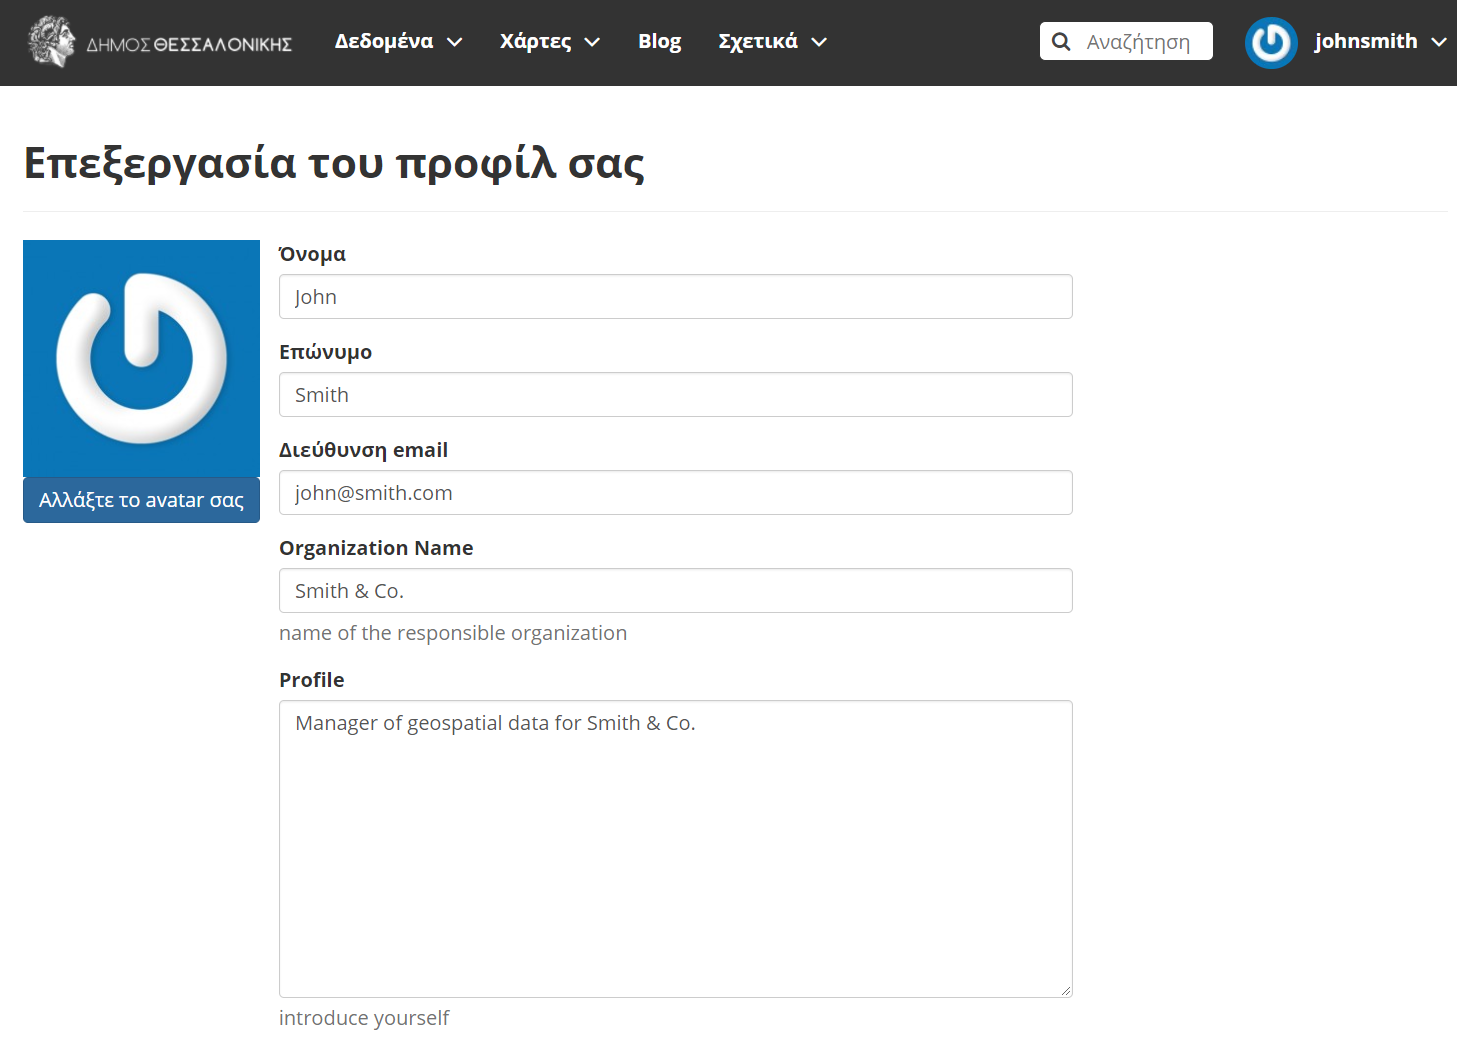 ΔΗΜΟΣ ΘΕΣΣΑΛΟΝΙΚΗΣ Δεδομένα Χάρτες Blog Σχετικά Αναζήτηση johnsmith
Επεξεργασία του προφίλ σας
Όνομα
John
Επώνυμο
Smith
Διεύθυνση email
john@smith.com
Αλλάξτε το avatar σας
Organization Name
Smith & Co.
name of the responsible organization
Profile
Manager of geospatial data for Smith & Co.
introduce yourself